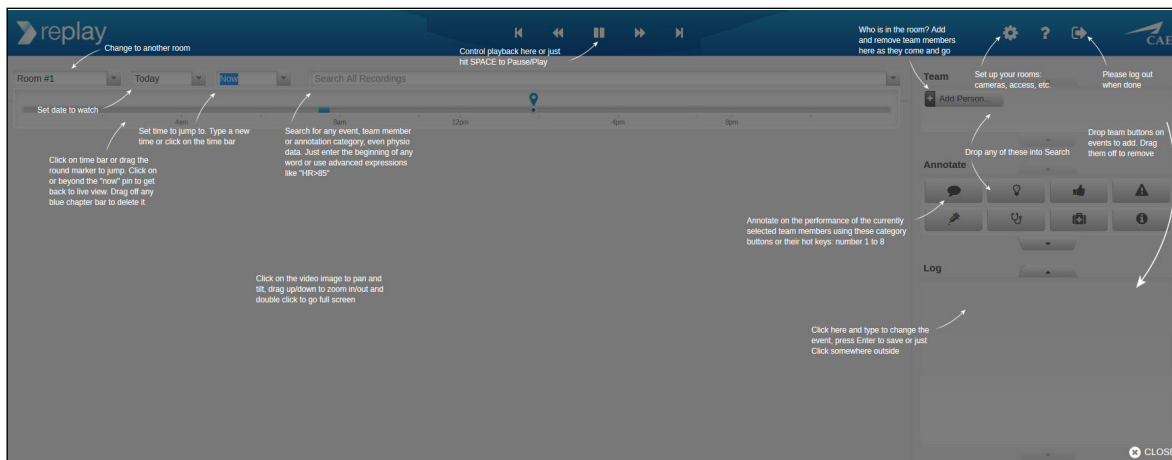 replay
CAE
Change to another room
Control playback here or just
hit SPACE to Pause/Play
Who is in the room? Add
and remove team members
here as they come and go
Room #1
Today
Now
Search All Recordings
Team
Set up your rooms:
cameras, access, etc.
Please log out
when done
Add Person...
Set date to watch
4am
8am
12pm
4pm
8pm
Set time to jump to. Type a new
time or click on the time bar
Search for any event, team member
or annotation category, even physio
data. Just enter the beginning of any
word or use advanced expressions
like "HR>85"
Drop team buttons on
events to add. Drag
them off to remove
Click on time bar or drag the
round marker to jump. Click on
or beyond the "now" pin to get
back to live view. Drag off any
blue chapter bar to delete it
Drop any of these into Search
Annotate
Annotate on the performance of the currently
selected team members using these category
buttons or their hot keys: number 1 to 8
Log
Click on the video image to pan and
tilt, drag up/down to zoom in/out and
double click to go full screen
Click here and type to change the
event, press Enter to save or just
Click somewhere outside
CLOSE